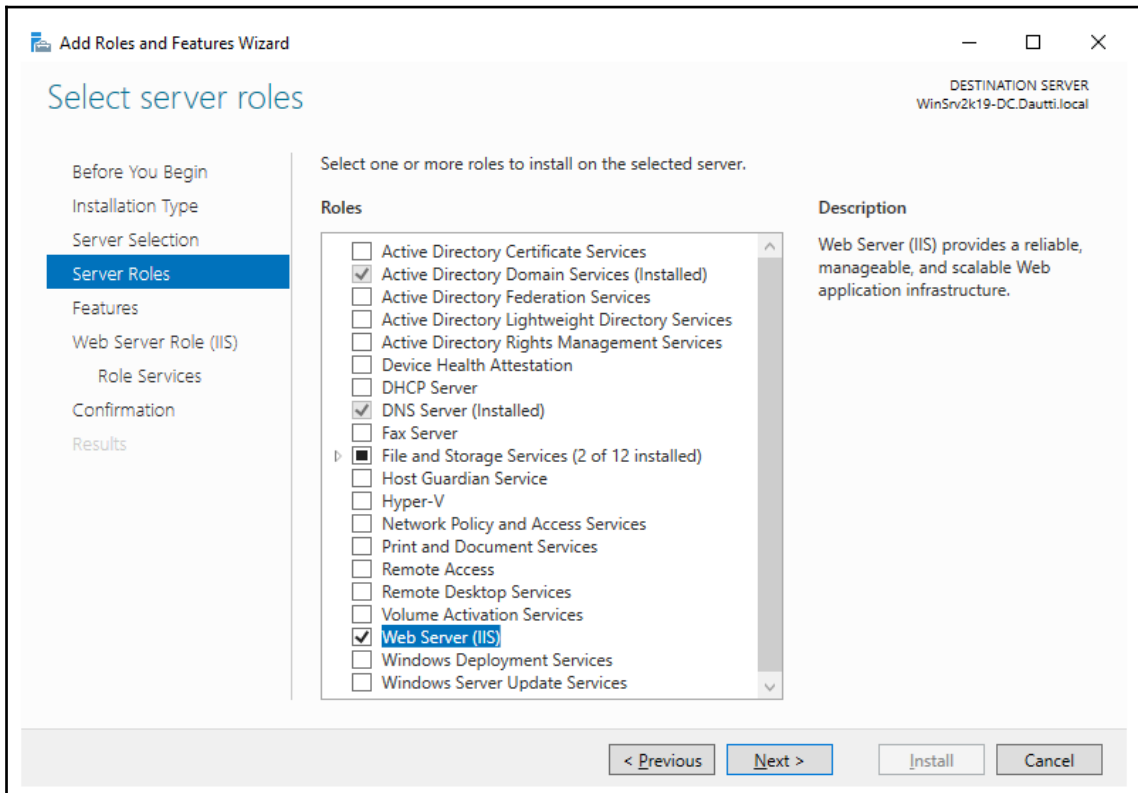 Add Roles and Features Wizard
Select server roles
DESTINATION SERVER
WinSrv2k19-DC.Dautti.local
Before You Begin
Installation Type
Server Selection
Server Roles
Features
Web Server Role (IIS)
Role Services
Confirmation
Results
Select one or more roles to install on the selected server.
Roles
Active Directory Certificate Services
Active Directory Domain Services (Installed)
Active Directory Federation Services
Active Directory Lightweight Directory Services
Active Directory Rights Management Services
Device Health Attestation
DHCP Server
DNS Server (Installed)
Fax Server
File and Storage Services (2 of 12 installed)
Host Guardian Service
Hyper-V
Network Policy and Access Services
Print and Document Services
Remote Access
Remote Desktop Services
Volume Activation Services
Web Server (IIS)
Windows Deployment Services
Windows Server Update Services
Description
Web Server (IIS) provides a reliable,
manageable, and scalable Web
application infrastructure.
< Previous
Next >
Install
Cancel